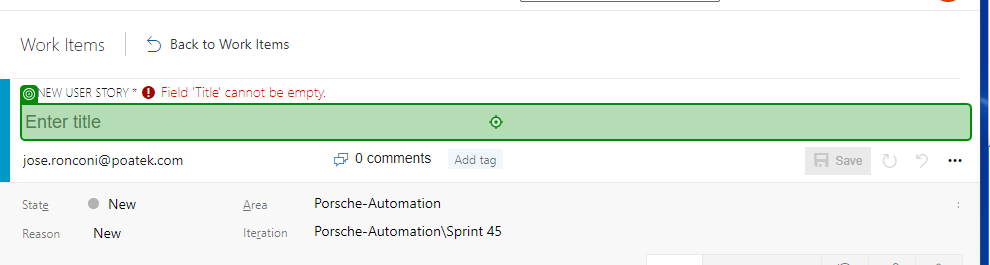 Work Items
Back to Work Items
NEW USER STORY * Field 'Title' cannot be empty.
Enter title
jose.ronconi@poatek.com
0 comments
Add tag
Save
State New Area Porsche-Automation
Reason New Iteration Porsche-Automation\Sprint 45